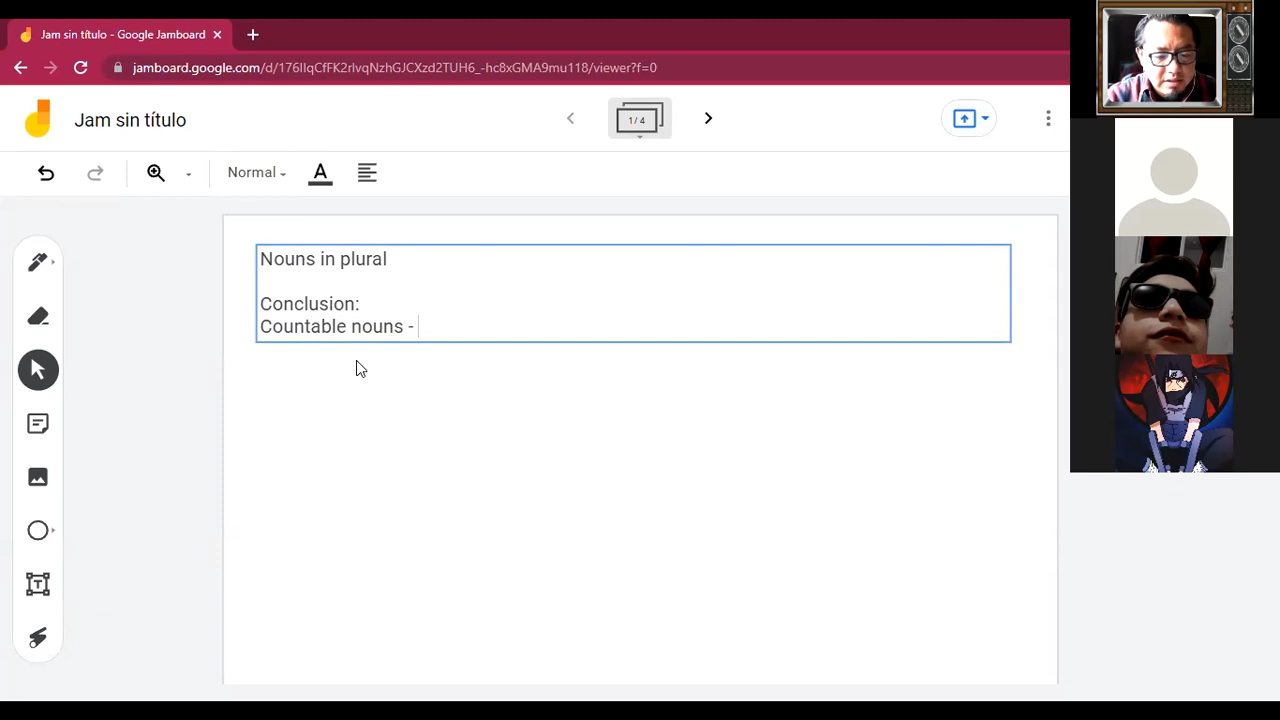 Jam sin título - Google Jamboard
jamboard.google.com/d/176IIqCfFK2rlvqNzhGJCXzd2TUH6_-hc8xGMA9mu118/viewer?f=0
Jam sin título
1 / 4
Normal
A
Nouns in plural
Conclusion:
Countable nouns -